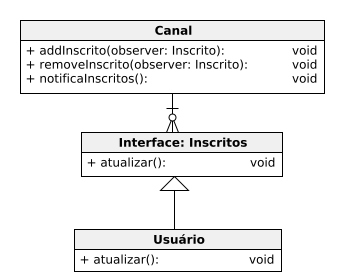 Canal
+ addInscrito(observer: Inscrito): void
+ removeInscrito(observer: Inscrito): void
+ notificaInscritos(): void
Interface: Inscritos
+ atualizar(): void
Usuário
+ atualizar(): void